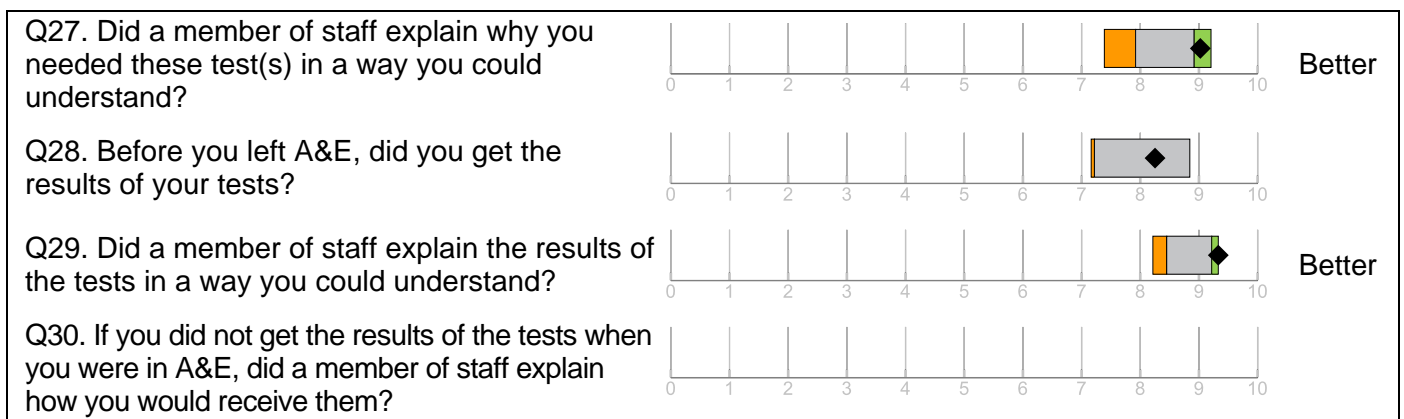 Q27. Did a member of staff explain why you
needed these test(s) in a way you could
understand?
0 1 2 3 4 5 6 7 8 9 10
Better
Q28. Before you left A&E, did you get the
results of your tests?
0 1 2 3 4 5 6 7 8 9 10
Q29. Did a member of staff explain the results of
the tests in a way you could understand?
0 1 2 3 4 5 6 7 8 9 10
Better
Q30. If you did not get the results of the tests when
you were in A&E, did a member of staff explain
how you would receive them?
0 1 2 3 4 5 6 7 8 9 10